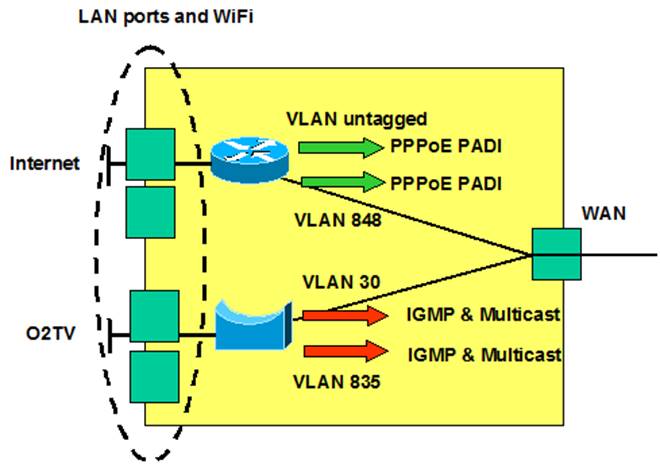 LAN ports and WiFi
VLAN untagged
PPPoE PADI
Internet
PPPoE PADI
VLAN 848
WAN
VLAN 30
IGMP & Multicast
O2TV
IGMP & Multicast
VLAN 835